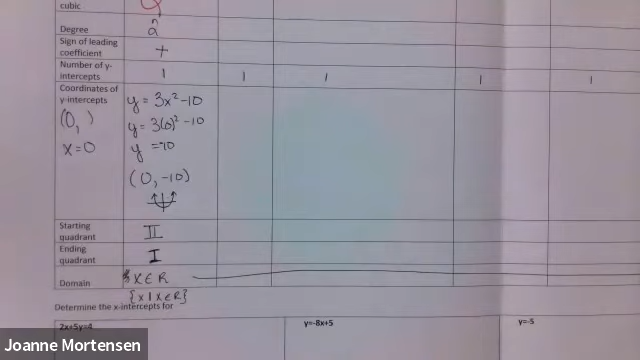 cubic Q
Degree 2
Sign of leading coefficient +
Number of y-intercepts 1 1 1 1 1
Coordinates of y-intercepts
(0, )
x=0
y = 3x² -10
y = 3(0)² -10
y = -10
(0, -10)
Starting quadrant II
Ending quadrant I
Domain X ∈ R
{x | x ∈ R}
Determine the x-intercepts for
2x+5y=4 y=-8x+5 y=-5
Joanne Mortensen